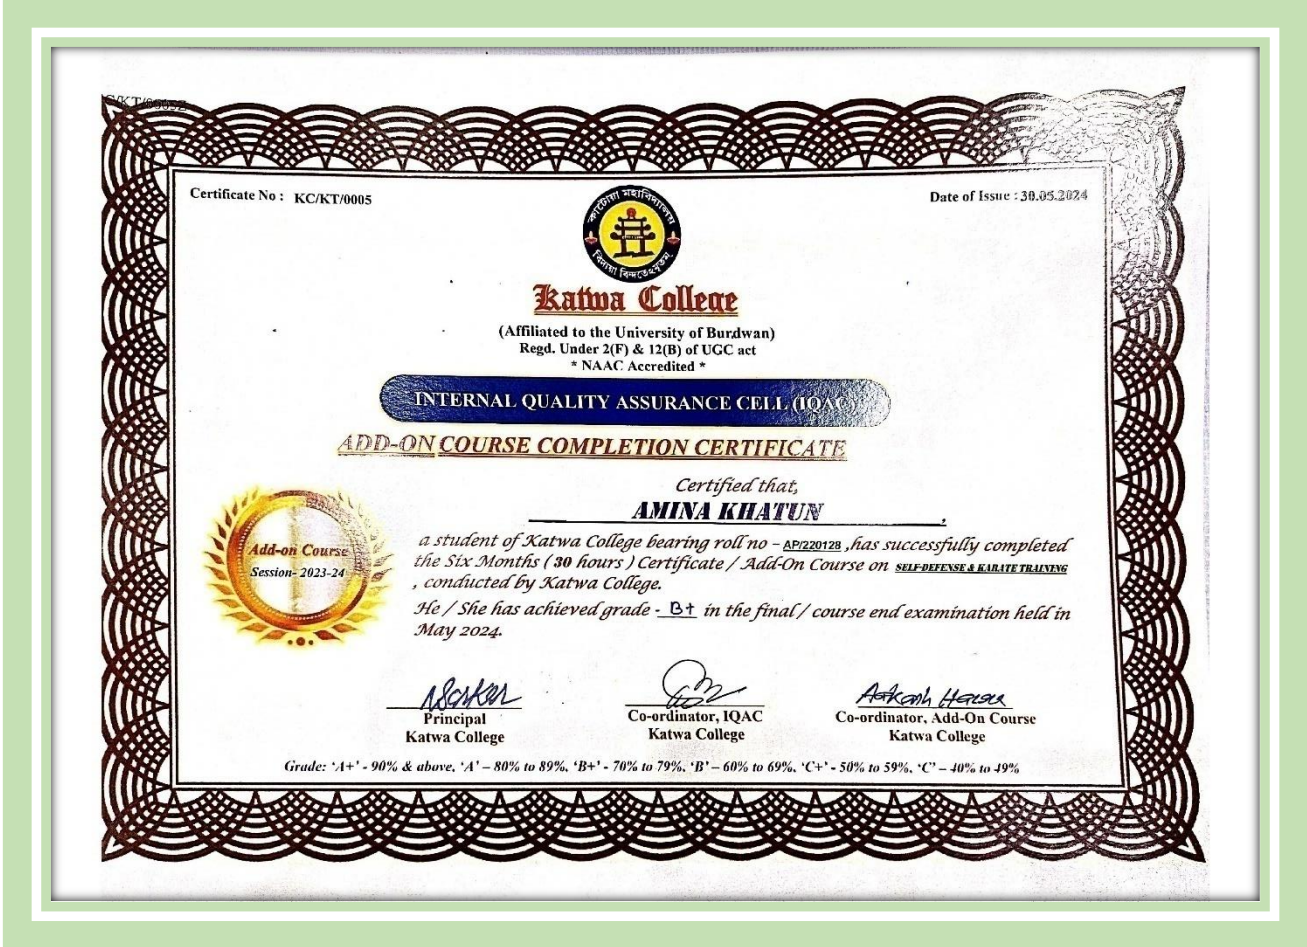 Certificate No : KC/KT/0005
Date of Issue : 30.05.2024
কাটোয়া মহাবিদ্যালয়
বিদ্যয়া বিন্দতেঽমৃতম্
Katwa College
(Affiliated to the University of Burdwan)
Regd. Under 2(F) & 12(B) of UGC act
* NAAC Accredited *
INTERNAL QUALITY ASSURANCE CELL (IQAC)
ADD-ON COURSE COMPLETION CERTIFICATE
Certified that,
AMINA KHATUN ,
Add-on Course
Session- 2023-24
a student of Katwa College bearing roll no – AP/220128 ,has successfully completed
the Six Months ( 30 hours ) Certificate / Add-On Course on SELF-DEFENSE & KARATE TRAINING
, conducted by Katwa College.
He / She has achieved grade - B+ in the final / course end examination held in
May 2024.
Principal
Katwa College
Co-ordinator, IQAC
Katwa College
Co-ordinator, Add-On Course
Katwa College
Grade: ‘A+’ - 90% & above, ‘A’ – 80% to 89%, ‘B+’ - 70% to 79%, ‘B’ – 60% to 69%, ‘C+’ - 50% to 59%, ‘C’ – 40% to 49%